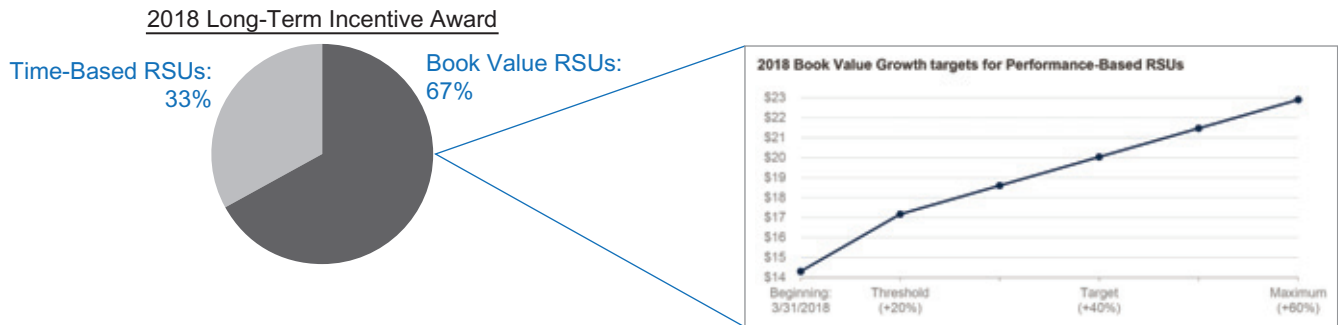 2018 Long-Term Incentive Award
Time-Based RSUs:
33%
Book Value RSUs:
67%
2018 Book Value Growth targets for Performance-Based RSUs
$23
$22
$21
$20
$19
$18
$17
$16
$15
$14
Beginning:
3/31/2018
Threshold
(+20%)
Target
(+40%)
Maximum
(+60%)